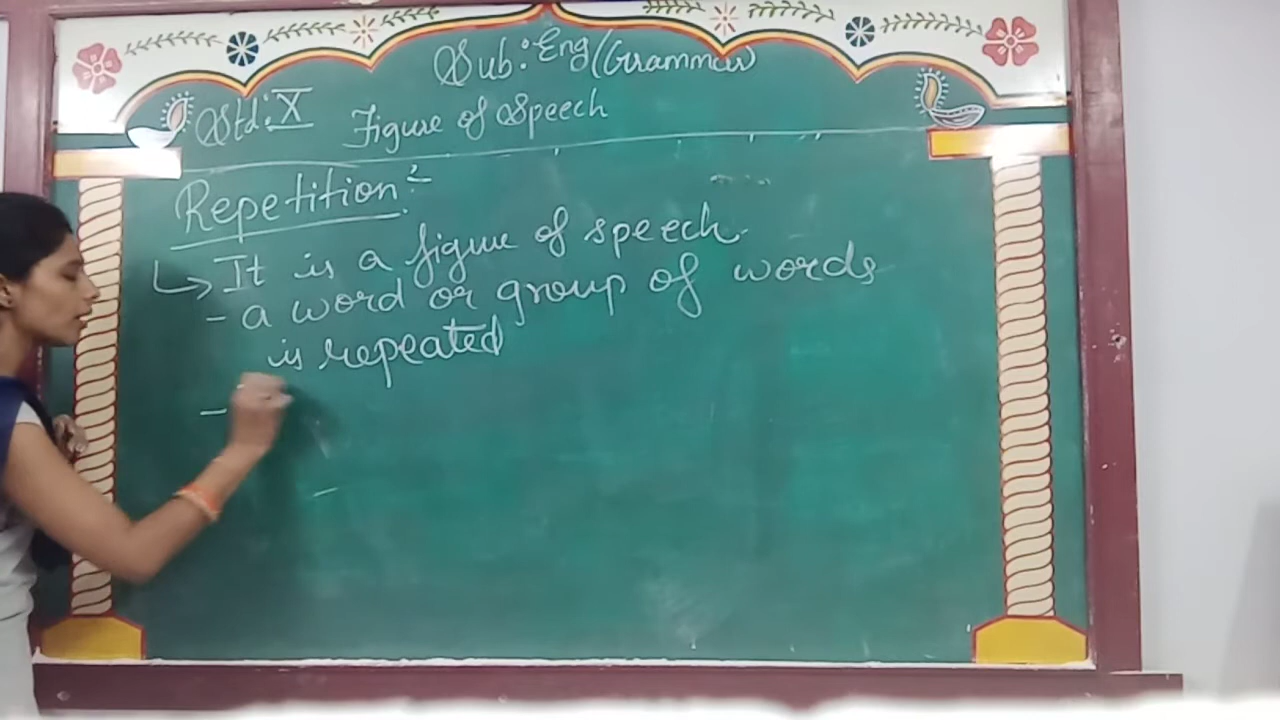 Sub: Eng (Grammar)
Std: X Figure of Speech
Repetition:-
↳ It is a figure of speech.
- a word or group of words
is repeated
-